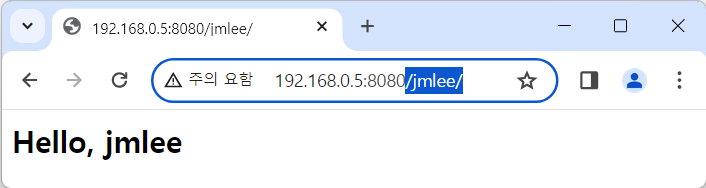 192.168.0.5:8080/jmlee/
주의 요함 192.168.0.5:8080/jmlee/
Hello, jmlee